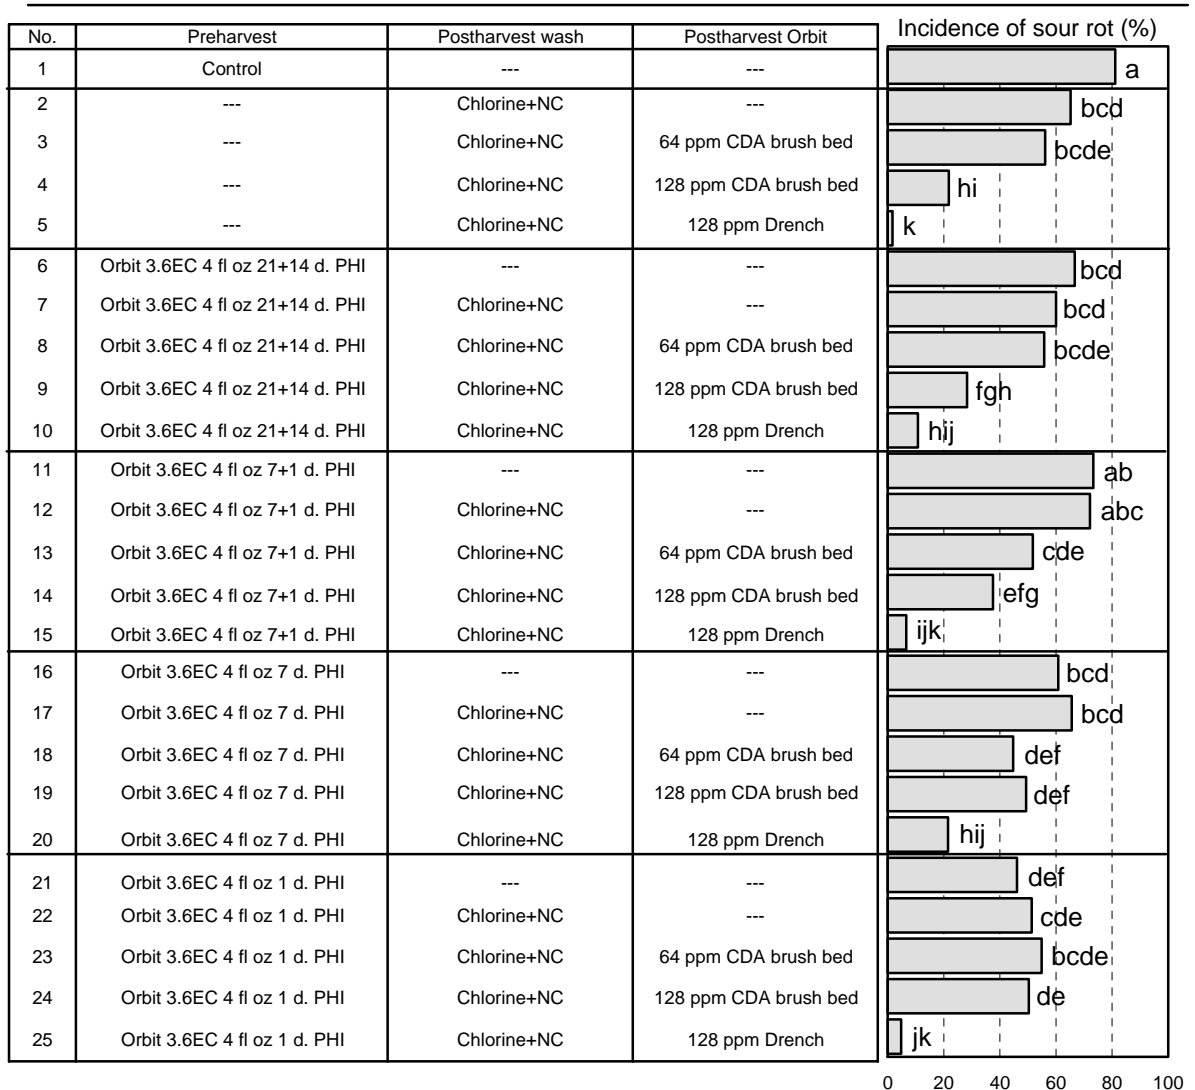 No. Preharvest Postharvest wash Postharvest Orbit Incidence of sour rot (%)
1 Control --- --- a
2 --- Chlorine+NC --- bcd
3 --- Chlorine+NC 64 ppm CDA brush bed bcde
4 --- Chlorine+NC 128 ppm CDA brush bed hi
5 --- Chlorine+NC 128 ppm Drench k
6 Orbit 3.6EC 4 fl oz 21+14 d. PHI --- --- bcd
7 Orbit 3.6EC 4 fl oz 21+14 d. PHI Chlorine+NC --- bcd
8 Orbit 3.6EC 4 fl oz 21+14 d. PHI Chlorine+NC 64 ppm CDA brush bed bcde
9 Orbit 3.6EC 4 fl oz 21+14 d. PHI Chlorine+NC 128 ppm CDA brush bed fgh
10 Orbit 3.6EC 4 fl oz 21+14 d. PHI Chlorine+NC 128 ppm Drench hij
11 Orbit 3.6EC 4 fl oz 7+1 d. PHI --- --- ab
12 Orbit 3.6EC 4 fl oz 7+1 d. PHI Chlorine+NC --- abc
13 Orbit 3.6EC 4 fl oz 7+1 d. PHI Chlorine+NC 64 ppm CDA brush bed cde
14 Orbit 3.6EC 4 fl oz 7+1 d. PHI Chlorine+NC 128 ppm CDA brush bed efg
15 Orbit 3.6EC 4 fl oz 7+1 d. PHI Chlorine+NC 128 ppm Drench ijk
16 Orbit 3.6EC 4 fl oz 7 d. PHI --- --- bcd
17 Orbit 3.6EC 4 fl oz 7 d. PHI Chlorine+NC --- bcd
18 Orbit 3.6EC 4 fl oz 7 d. PHI Chlorine+NC 64 ppm CDA brush bed def
19 Orbit 3.6EC 4 fl oz 7 d. PHI Chlorine+NC 128 ppm CDA brush bed def
20 Orbit 3.6EC 4 fl oz 7 d. PHI Chlorine+NC 128 ppm Drench hij
21 Orbit 3.6EC 4 fl oz 1 d. PHI --- --- def
22 Orbit 3.6EC 4 fl oz 1 d. PHI Chlorine+NC --- cde
23 Orbit 3.6EC 4 fl oz 1 d. PHI Chlorine+NC 64 ppm CDA brush bed bcde
24 Orbit 3.6EC 4 fl oz 1 d. PHI Chlorine+NC 128 ppm CDA brush bed de
25 Orbit 3.6EC 4 fl oz 1 d. PHI Chlorine+NC 128 ppm Drench jk
0 20 40 60 80 100